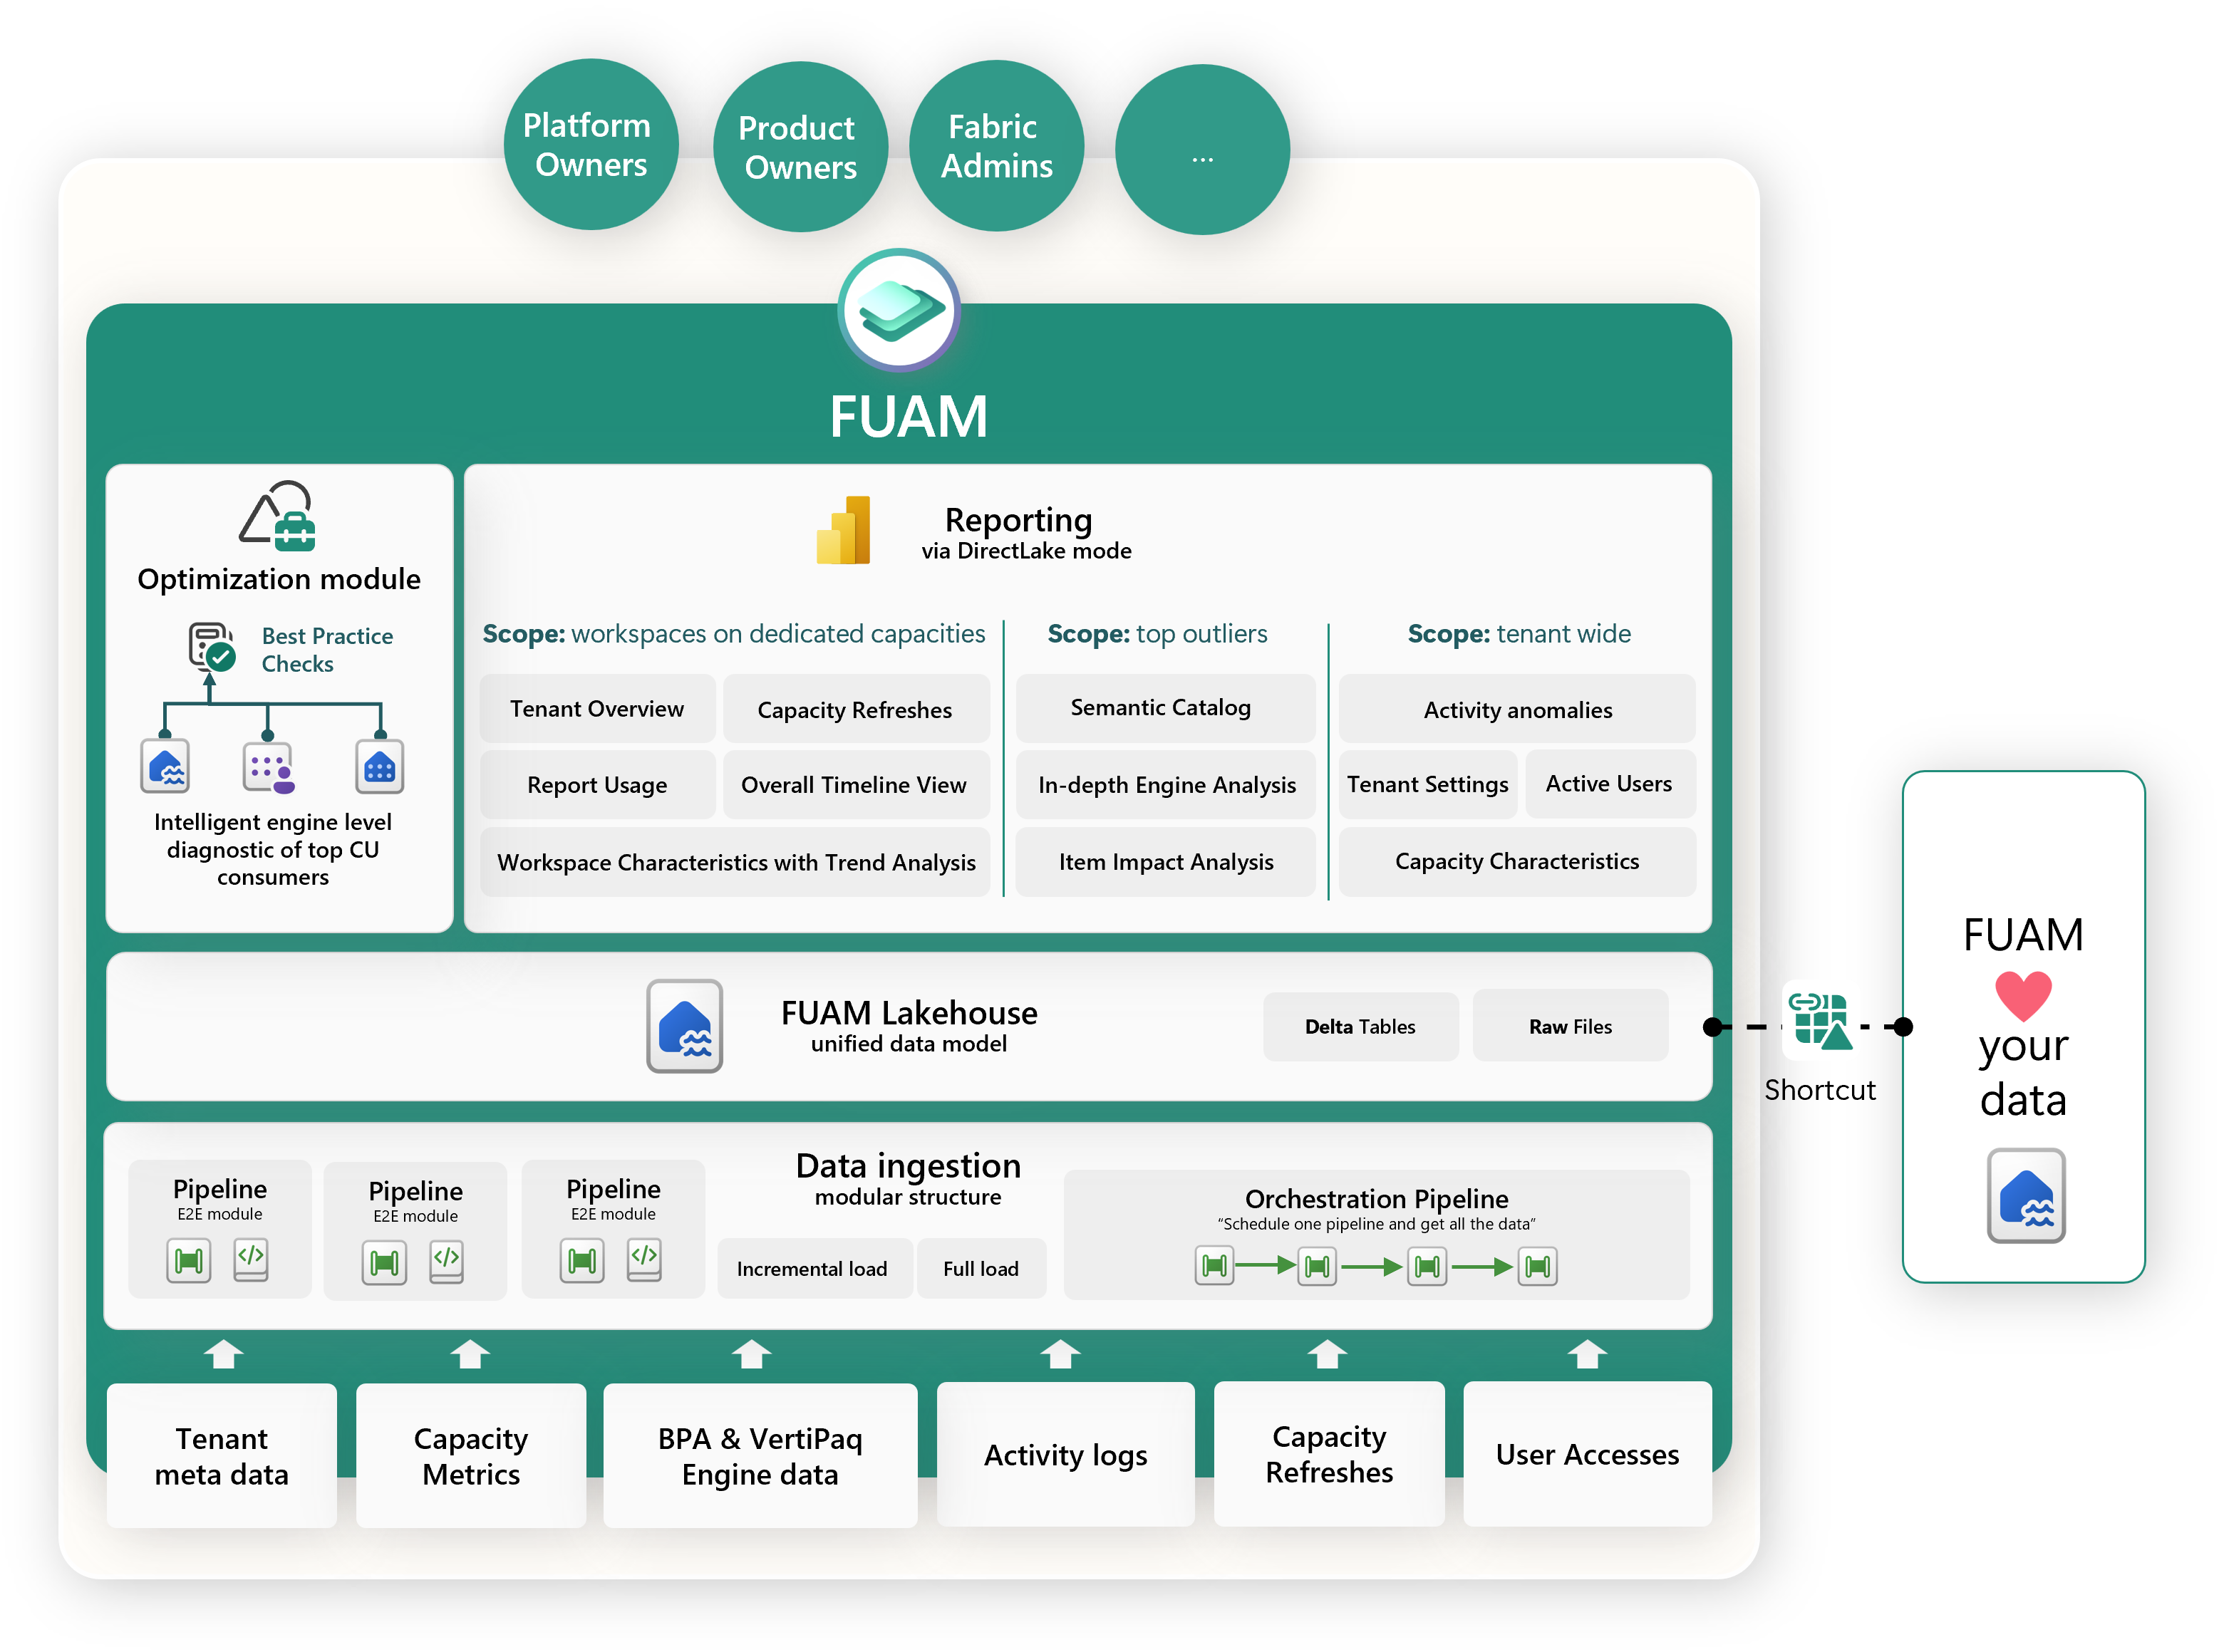 Platform
Owners
Product
Owners
Fabric
Admins
...
FUAM
Optimization module
Best Practice
Checks
Intelligent engine level
diagnostic of top CU
consumers
Reporting
via DirectLake mode
Scope: workspaces on dedicated capacities
Tenant Overview
Capacity Refreshes
Report Usage
Overall Timeline View
Workspace Characteristics with Trend Analysis
Scope: top outliers
Semantic Catalog
In-depth Engine Analysis
Item Impact Analysis
Scope: tenant wide
Activity anomalies
Tenant Settings
Active Users
Capacity Characteristics
FUAM Lakehouse
unified data model
Delta Tables
Raw Files
Shortcut
FUAM
your
data
Pipeline
E2E module
Pipeline
E2E module
Pipeline
E2E module
Data ingestion
modular structure
Incremental load
Full load
Orchestration Pipeline
“Schedule one pipeline and get all the data”
Tenant
meta data
Capacity
Metrics
BPA & VertiPaq
Engine data
Activity logs
Capacity
Refreshes
User Accesses